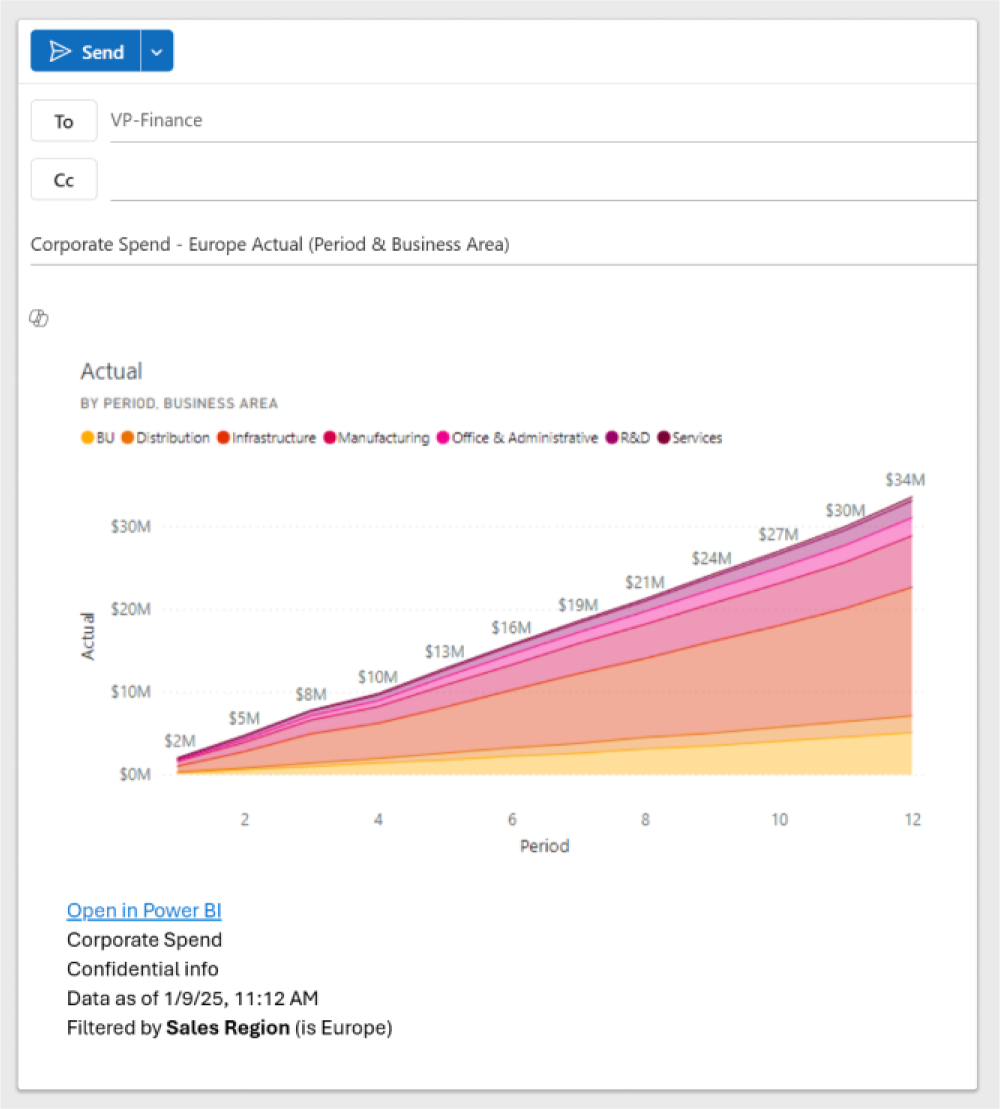 Send
To VP-Finance
Cc
Corporate Spend - Europe Actual (Period & Business Area)
Actual
BY PERIOD, BUSINESS AREA
BU Distribution Infrastructure Manufacturing Office & Administrative R&D Services
$34M
$30M
$30M
$27M
$24M
$21M
$20M
$19M
$16M
$13M
$10M
$10M
$8M
$5M
$2M
$0M
Actual
2 4 6 8 10 12
Period
Open in Power BI
Corporate Spend
Confidential info
Data as of 1/9/25, 11:12 AM
Filtered by Sales Region (is Europe)